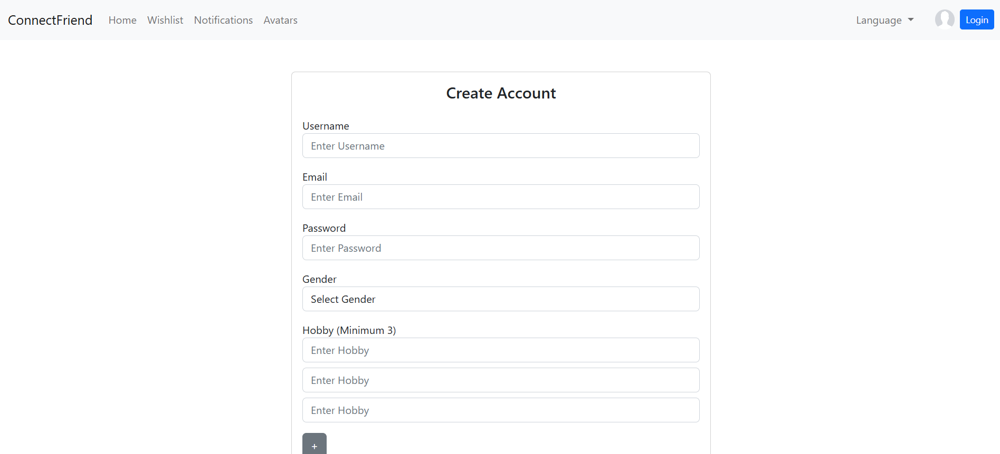 ConnectFriend Home Wishlist Notifications Avatars Language Login
Create Account
Username
Enter Username
Email
Enter Email
Password
Enter Password
Gender
Select Gender
Hobby (Minimum 3)
Enter Hobby
Enter Hobby
Enter Hobby
+